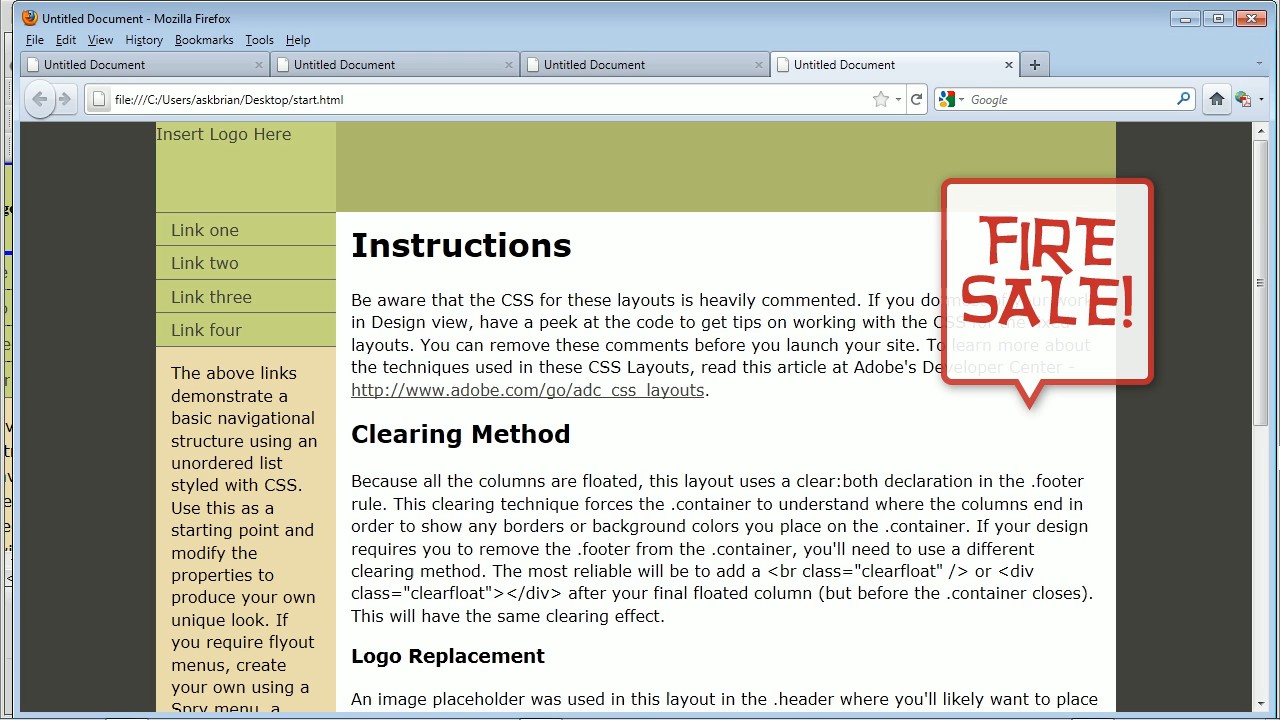 Untitled Document - Mozilla Firefox
File Edit View History Bookmarks Tools Help
Untitled Document Untitled Document Untitled Document Untitled Document
file:///C:/Users/askbrian/Desktop/start.html Google
Insert Logo Here
Link one
Link two
Link three
Link four
The above links
demonstrate a
basic navigational
structure using an
unordered list
styled with CSS.
Use this as a
starting point and
modify the
properties to
produce your own
unique look. If
you require flyout
menus, create
your own using a
Spry menu, a
Instructions
Be aware that the CSS for these layouts is heavily commented. If you do most of your work
in Design view, have a peek at the code to get tips on working with the CSS for the fixed
layouts. You can remove these comments before you launch your site. To learn more about
the techniques used in these CSS Layouts, read this article at Adobe's Developer Center -
http://www.adobe.com/go/adc_css_layouts.
Clearing Method
Because all the columns are floated, this layout uses a clear:both declaration in the .footer
rule. This clearing technique forces the .container to understand where the columns end in
order to show any borders or background colors you place on the .container. If your design
requires you to remove the .footer from the .container, you'll need to use a different
clearing method. The most reliable will be to add a <br class="clearfloat" /> or <div
class="clearfloat"></div> after your final floated column (but before the .container closes).
This will have the same clearing effect.
Logo Replacement
An image placeholder was used in this layout in the .header where you'll likely want to place
FIRE
SALE!